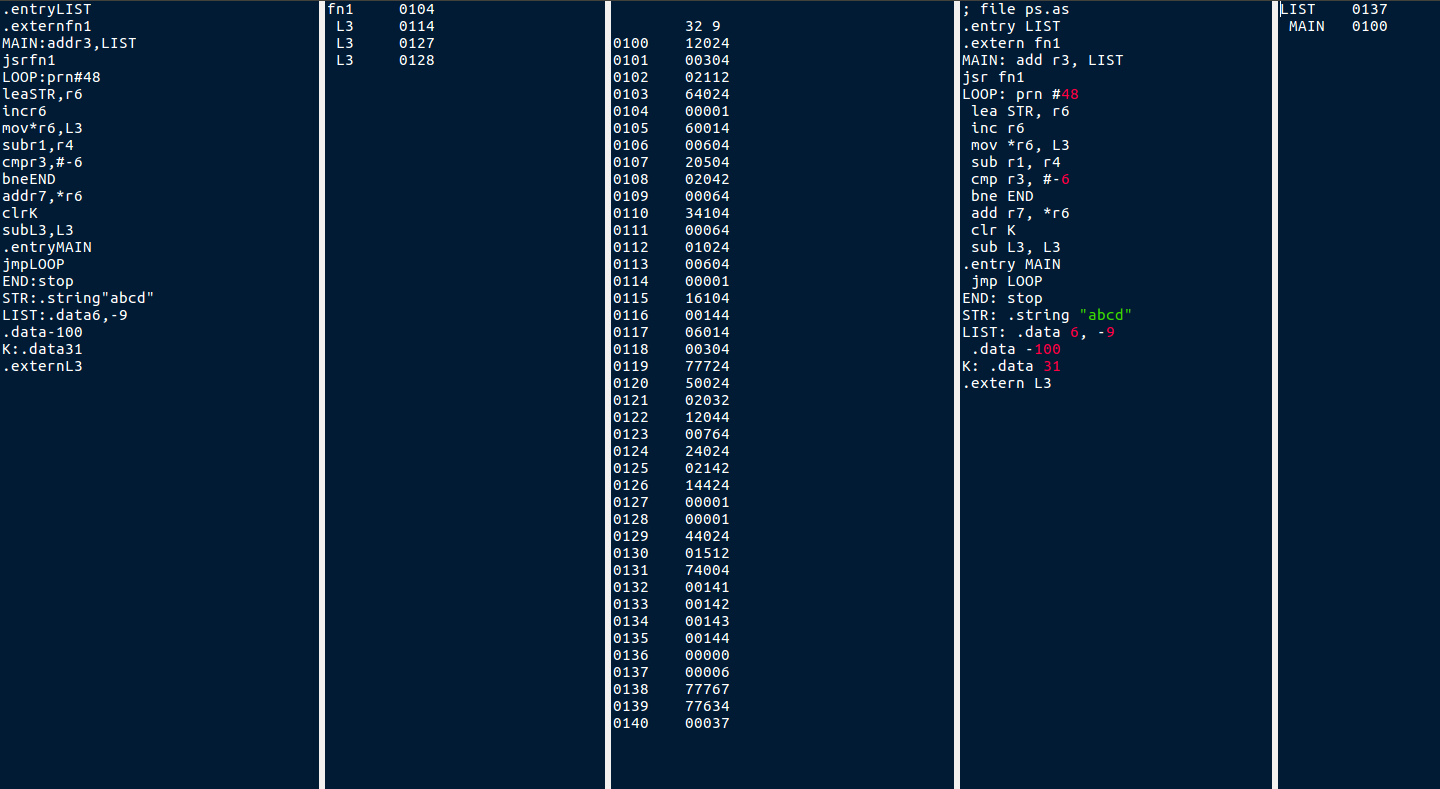 .entryLIST
.externfn1
MAIN:addr3,LIST
jsrfn1
LOOP:prn#48
leaSTR,r6
incr6
mov*r6,L3
subr1,r4
cmpr3,#-6
bneEND
addr7,*r6
clrK
subL3,L3
.entryMAIN
jmpLOOP
END:stop
STR:.string"abcd"
LIST:.data6,-9
.data-100
K:.data31
.externL3
fn1 0104
L3 0114
L3 0127
L3 0128
32 9
0100 12024
0101 00304
0102 02112
0103 64024
0104 00001
0105 60014
0106 00604
0107 20504
0108 02042
0109 00064
0110 34104
0111 00064
0112 01024
0113 00604
0114 00001
0115 16104
0116 00144
0117 06014
0118 00304
0119 77724
0120 50024
0121 02032
0122 12044
0123 00764
0124 24024
0125 02142
0126 14424
0127 00001
0128 00001
0129 44024
0130 01512
0131 74004
0132 00141
0133 00142
0134 00143
0135 00144
0136 00000
0137 00006
0138 77767
0139 77634
0140 00037
; file ps.as
.entry LIST
.extern fn1
MAIN: add r3, LIST
jsr fn1
LOOP: prn #48
lea STR, r6
inc r6
mov *r6, L3
sub r1, r4
cmp r3, #-6
bne END
add r7, *r6
clr K
sub L3, L3
.entry MAIN
jmp LOOP
END: stop
STR: .string "abcd"
LIST: .data 6, -9
.data -100
K: .data 31
.extern L3
LIST 0137
MAIN 0100